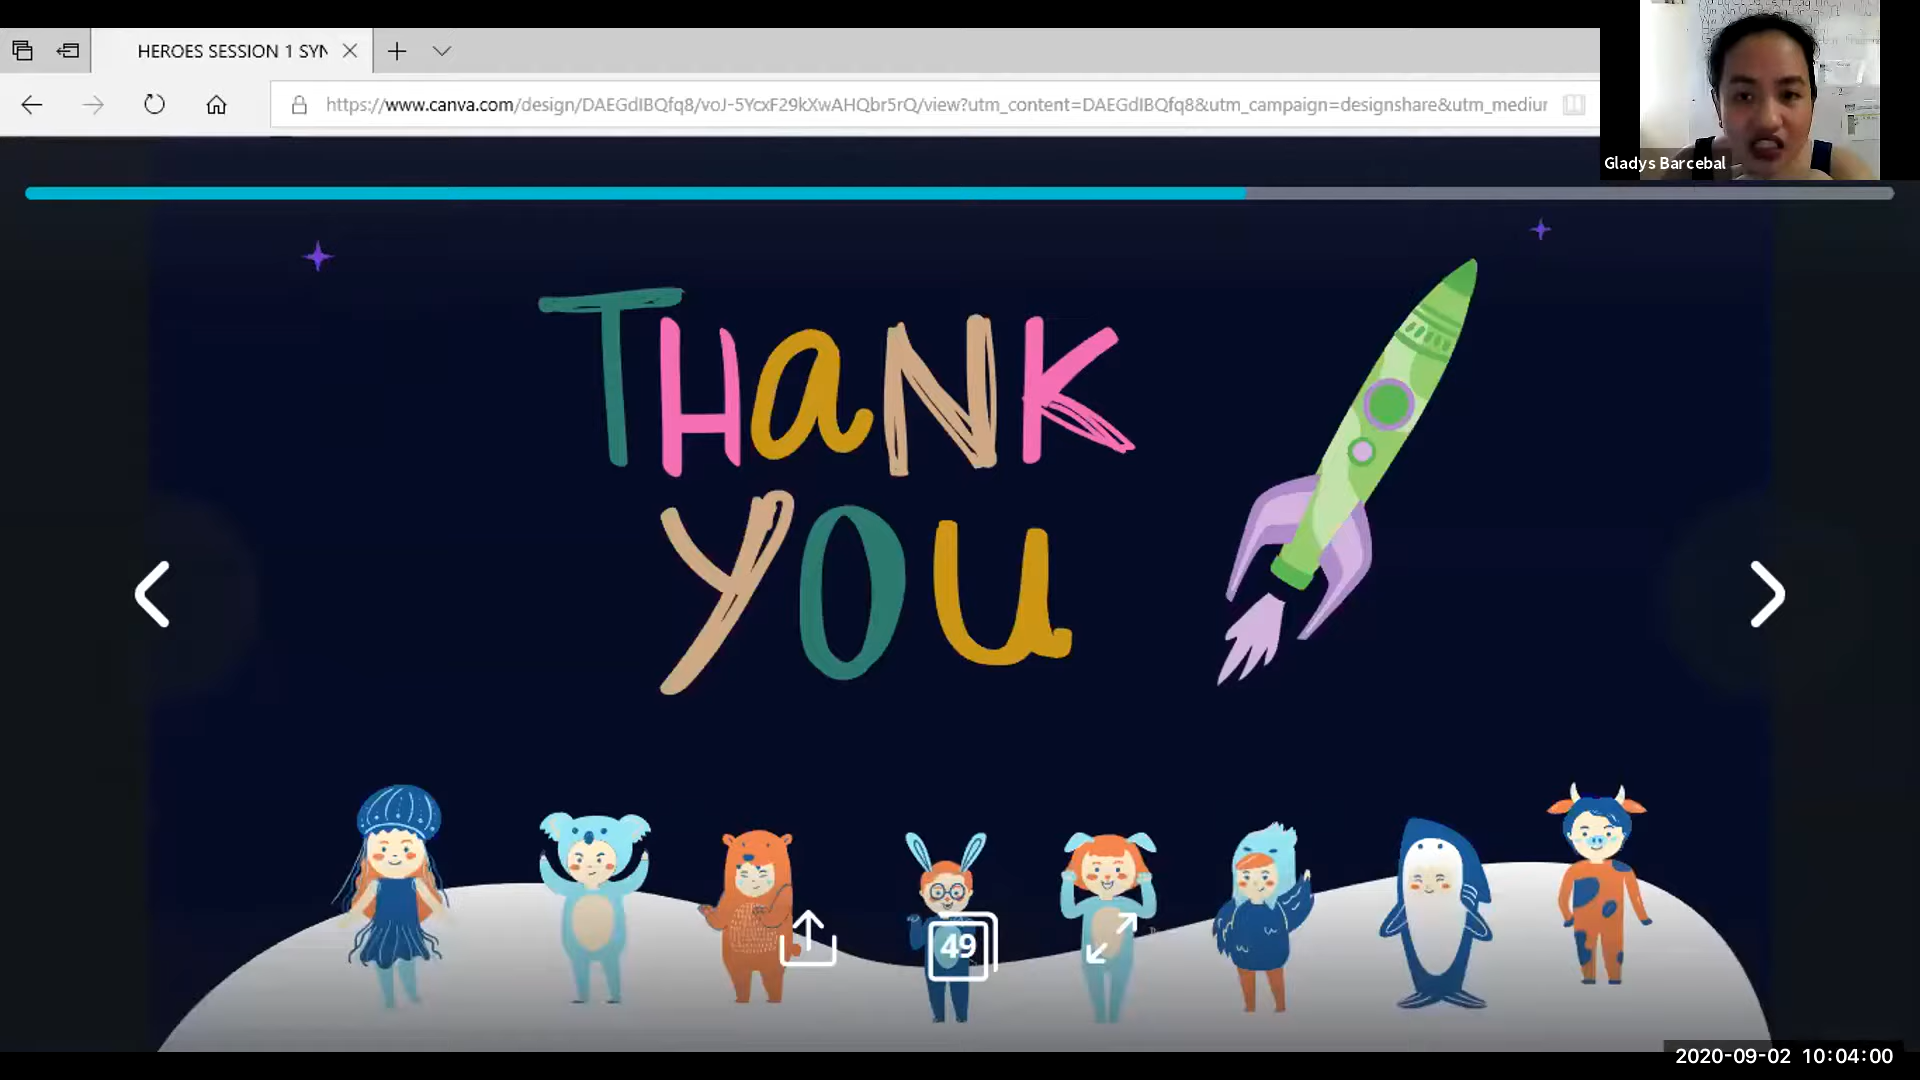 HEROES SESSION 1 SYN
https://www.canva.com/design/DAEGdIBQfq8/voJ-5YcxF29kXwAHQbr5rQ/view?utm_content=DAEGdIBQfq8&utm_campaign=designshare&utm_mediur
Gladys Barcebal
THaNK
YOu
49
2020-09-02 10:04:00